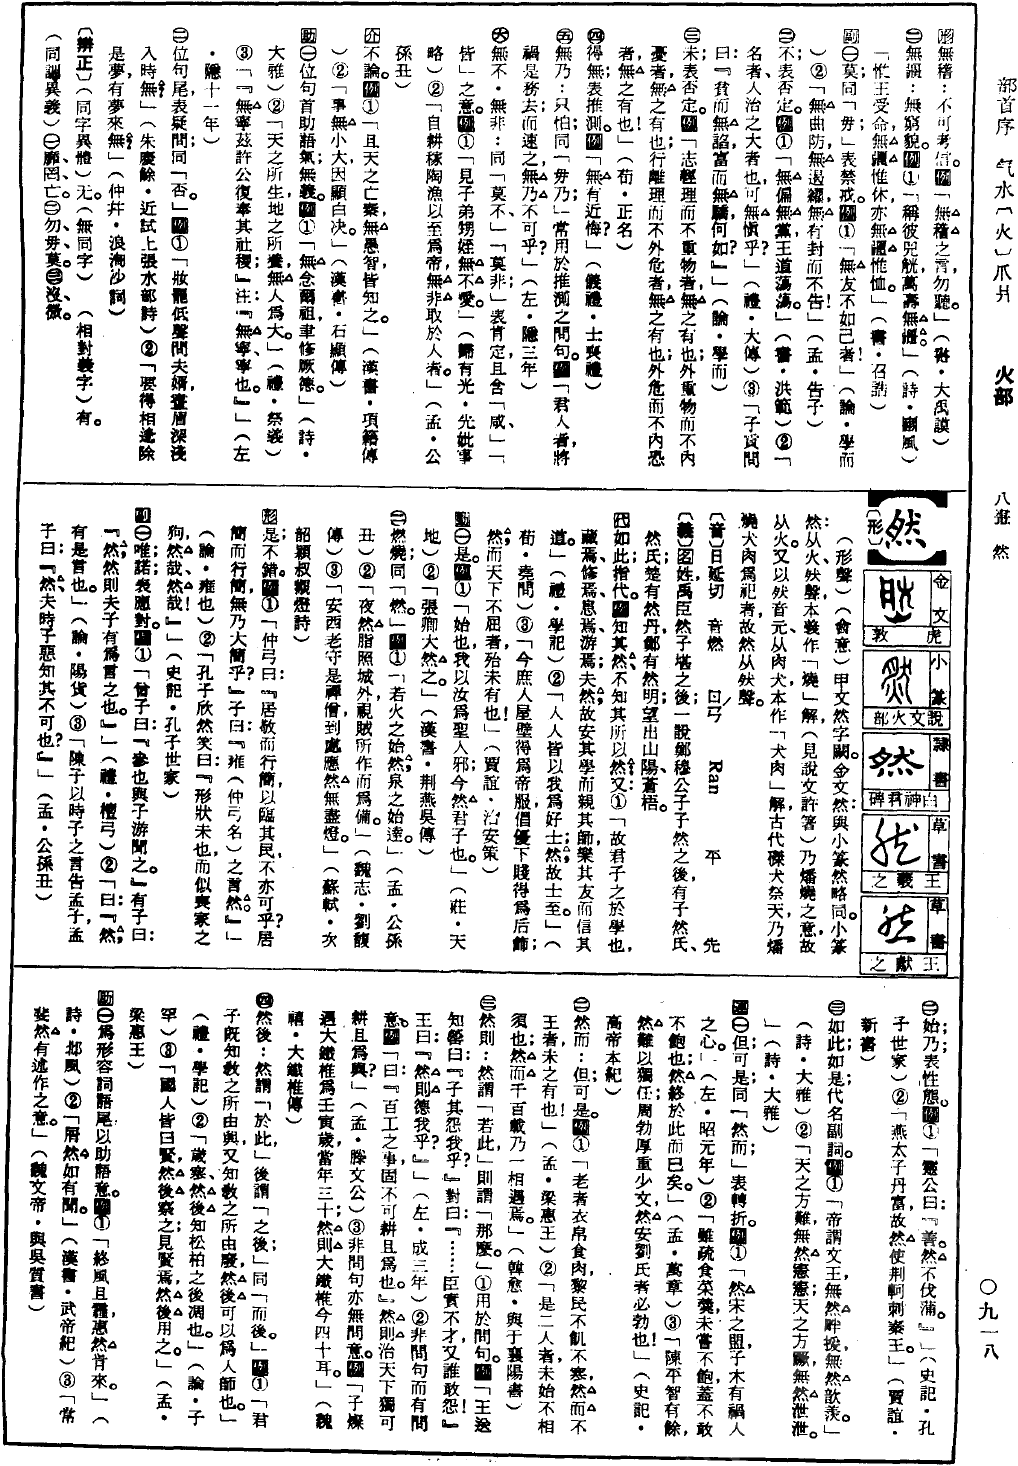 部首序 气水(火)爪爿 火部 八畫 然 ○九一八
形無稽:不可考信。例「無稽之言,勿聽。」(書・大禹謨)
㊁無疆:無窮貌。例①「稱彼兕觥,萬壽無疆。」(詩・豳風)
「惟王受命,無疆惟休,亦無疆惟恤。」(書・召誥)
副㊀莫;同「毋」;表禁戒。例①「無友不如己者!」(論・學而
)②「無曲防,無遏糴,無有封而不告!」(孟・告子)
㊁不;表否定。例①「無偏無黨,王道蕩蕩。」(書・洪範)②「
名者,人治之大者也,可無愼乎?」(禮・大傳)③「子貢問
曰:『貧而無諂,富而無驕,何如?』」(論・學而)
㊂未;表否定。例「志輕理而不重物者,無之有也;外重物而不內
憂者,無之有也;行離理而不外危者,無之有也;外危而不內恐
者,無之有也!」(荀・正名)
㊃得無;表推測。例「無有近悔?」(儀禮・士喪禮)
㊄無乃:只怕;同「毋乃」;常用於推測之問句。例「君人者,將
禍是務去,而速之,無乃不可乎?」(左・隱三年)
㊅無不・無非:同「莫不、」「莫非」;表肯定,且含「咸」、「
皆」之意。例①「見子弟甥姪無不愛。」(歸有光・先妣事
略)②「自耕稼陶漁以至爲帝,無非取於人者。」(孟・公
孫丑)
介不論。例①「且天之亡秦,無愚智皆知之。」(漢書・項籍傳
)②「事無小大,因顯白決。」(漢書・石顯傳)
助㊀位句首,助語氣,無義。例①「無念爾祖,聿修厥德。」(詩・
大雅)②「天之所生,地之所養,無人爲大。」(禮・祭義)
③「『無寧茲許公復奉其社稷』;注:『無寧、寧也。』」(左
・隱十一年)
㊁位句尾,表疑問;同「否。」例①「妝罷低聲問夫婿,畫眉深淺
入時無」(朱慶餘・近試上張水部詩)②「要得相逢除
是夢,有夢來無」(仲幷・浪淘沙詞)
〔辨正〕(同字異體)无。(無同字) (相對義字)有。
(同訓異義)㊀靡、罔、亡。㊁勿、毋、莫。㊂沒、微。
【然】
〔形〕
金文 虎敦
小篆 說文火部
隸書 白神君碑
草書 王羲之
草書 王獻之
(形聲)(會意)甲文然字闕。金文然:與小篆然略同。小篆
然:从火,肰聲。本義作「燒」解,(見說文許箸)乃燔燒之意,故
从火。又以肰音元,从肉犬,本作「犬肉」解;古代磔犬祭天,乃燔
燒犬肉爲祀者,故然从肰聲。
〔音〕日延切 音燃 ㄖㄢˊ Ran 平 先
〔義〕名姓,禹臣然子堪之後;一說,鄭穆公子子然之後,有子然氏、
然氏;楚有然丹,鄭有然明;望出山陽、蒼梧。
代如此;指代。例「知其然、不知其所以然。」又①「故君子之於學也,
藏焉,修焉,息焉,游焉;夫然,故安其學而親其師,樂其友而信其
道。」(禮・學記)②「人人皆以我爲好士,然,故士至。」(
荀・堯問)③「今庶人屋壁得爲帝服,倡優下賤得爲后飾;
然,而天下不屈者,殆未有也!」(賈誼・治安策)
動㊀是。例①「始也,我以汝爲聖人邪,今然君子也。」(莊・天
地)②「張卿大然之。」(漢書・荆燕吳傳)
㊁燃燒;同「燃。」例①「若火之始然,泉之始達。」(孟・公孫
丑)②「夜然脂照城外,視賊所作而爲備。」(魏志・劉馥
傳)③「安西老守是禪僧,到處應然無盡燈。」(蘇軾・次
韶穎叔觀燈詩)
形是;不錯。例①「仲弓曰:『居敬而行簡,以臨其民,不亦可乎?居
簡而行簡,無乃大簡乎?』子曰:『雍(仲弓名)之言然。』」
(論・雍也)②「孔子欣然笑曰:『形狀,未也;而似喪家之
狗,然哉!然哉!』」(史記・孔子世家)
副㊀唯;諾;表應對。例①「曾子曰:『參也與子游聞之。』有子曰:
『然;然則夫子有爲言之也。』」(禮・檀弓)②「曰:『然,
有是言也。』」(論・陽貨)③「陳子以時子之言告孟子,孟
子曰:『然、夫時子惡知其不可也?』」(孟・公孫丑)
㊁始;乃;表性態。例①「靈公曰:『善。』然不伐蒲。』」(史記・孔
子世家)②「燕太子丹富,故然使荆軻刺秦王。」(賈誼・
新書)
㊂如此;如是;代名副詞。例①「帝謂文王,無然畔援,無然歆羡。」
(詩・大雅)②「天之方難,無然憲憲;天之方蹶,無然泄泄。
」(詩・大雅)
連㊀但;可是;同「然而」;表轉折。例①「然宋之盟,子木有禍人
之心。」(左・昭元年)②「雖疏食菜羹,未嘗不飽,蓋不敢
不飽也;然終於此而已矣。」(孟・萬章)③「陳平智有餘,
然難以獨任;周勃厚重少文,然安劉氏者必勃也!」(史記・
高帝本紀)
㊁然而:但;可是。例①「老者衣帛食肉,黎民不飢不寒,然而不
王者,未之有也!」(孟・梁惠王)②「是二人者,未始不相
須也,然而千百載乃一相遇焉。」(韓愈・與于襄陽書)
㊂然則:然謂「若此」,則謂「那麼。」①用於問句。例「王送
知罃曰:『子其怨我乎?』對曰:『……臣實不才,又誰敢怨?』
王曰:『然則德我乎?』」(左・成三年)②非問句而有問
意。例「曰:『百工之事,固不可耕且爲也。』『然則治天下獨可
耕且爲與?」(孟・滕文公)③非問句亦無問意。例「子燦
遇大鐵椎爲壬寅歲,當年三十,然則大鐵椎今四十耳。」(魏
禧・大鐵椎傳)
㊃然後:然謂「於此,」後謂「之後,」同「而後。」例①「君
子旣知敎之所由興,又知敎之所由廢,然後可以爲人師也。」
(禮・學記)②「歲寒然後知松柏之後凋也。」(論・子
罕)③「國人皆曰賢,然後察之;見賢焉,然後用之。」(孟・
梁惠王)
助㊀爲形容詞語尾以助語意。例①「終風且霾,惠然肯來。」(
詩・邶風)②「屑然如有聞。」(漢書・武帝紀)③「常
斐然有述作之意。」(魏文帝・與吳質書)